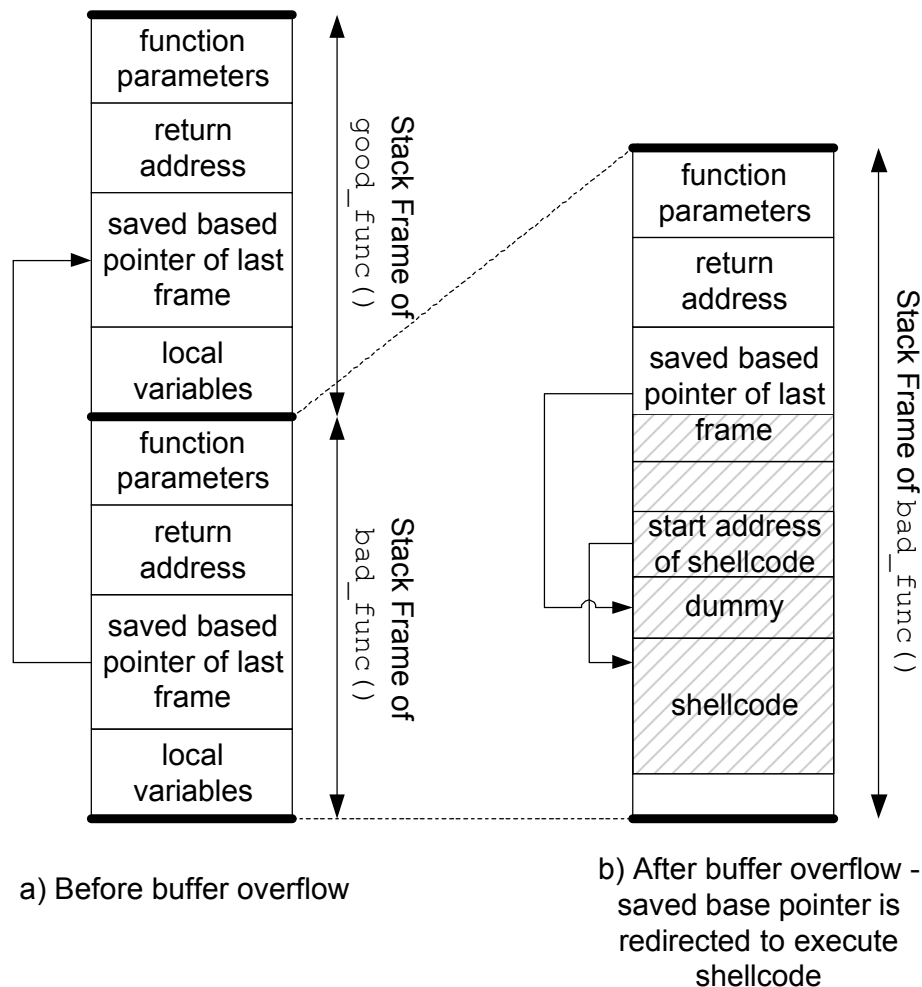 function
parameters
return
address
saved based
pointer of last
frame
local
variables
Stack Frame of
good_func()
function
parameters
return
address
saved based
pointer of last
frame
local
variables
Stack Frame of
bad_func()
a) Before buffer overflow
function
parameters
return
address
saved based
pointer of last
frame
start address
of shellcode
dummy
shellcode
Stack Frame of bad_func()
b) After buffer overflow -
saved base pointer is
redirected to execute
shellcode